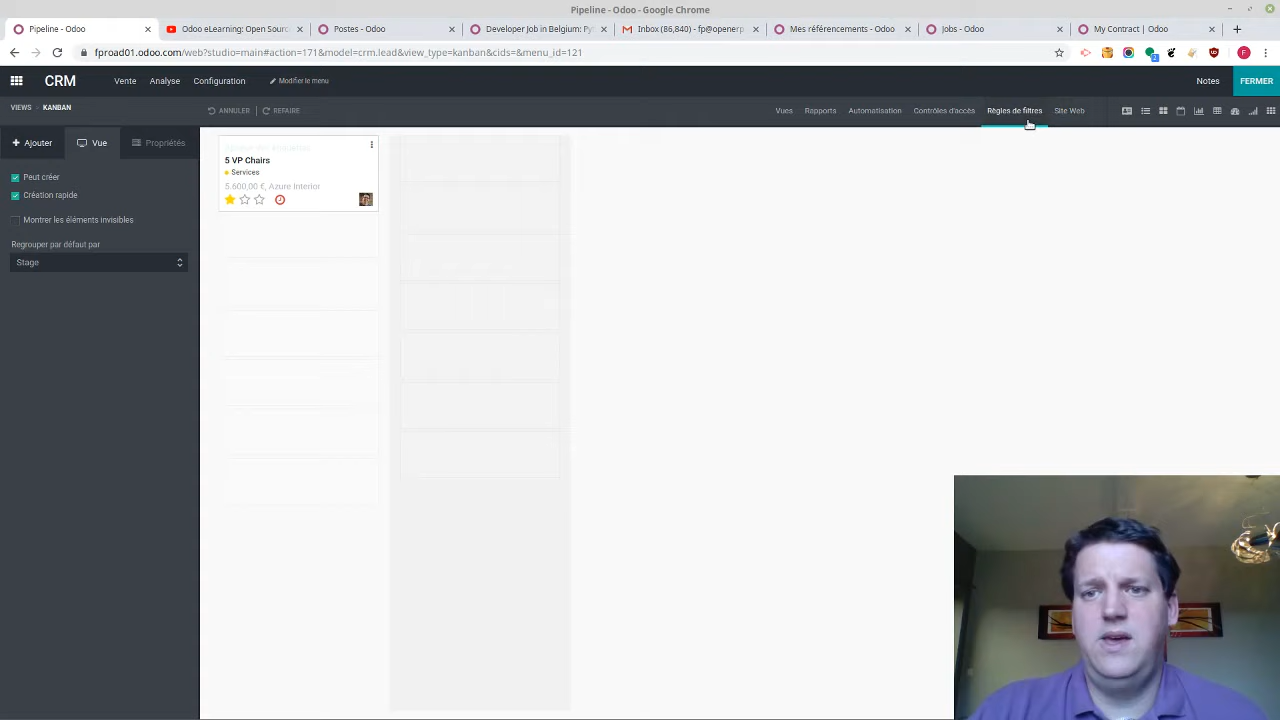 Pipeline - Odoo - Google Chrome
Pipeline - Odoo
Odoo eLearning: Open Sourc
Postes - Odoo
Developer Job in Belgium: Py
Inbox (86,840) - fp@openerp
Mes référencements - Odoo
Jobs - Odoo
My Contract | Odoo
fproad01.odoo.com/web?studio=main#action=171&model=crm.lead&view_type=kanban&cids=&menu_id=121
F
CRM
Vente
Analyse
Configuration
Modifier le menu
Notes
FERMER
VIEWS
KANBAN
ANNULER
REFAIRE
Vues
Rapports
Automatisation
Contrôles d'accès
Règles de filtres
Site Web
Ajouter
Vue
Propriétés
Ajouter des étiquettes
5 VP Chairs
Services
5.600,00 €, Azure Interior
Peut créer
Création rapide
Montrer les éléments invisibles
Regrouper par défaut par
Stage